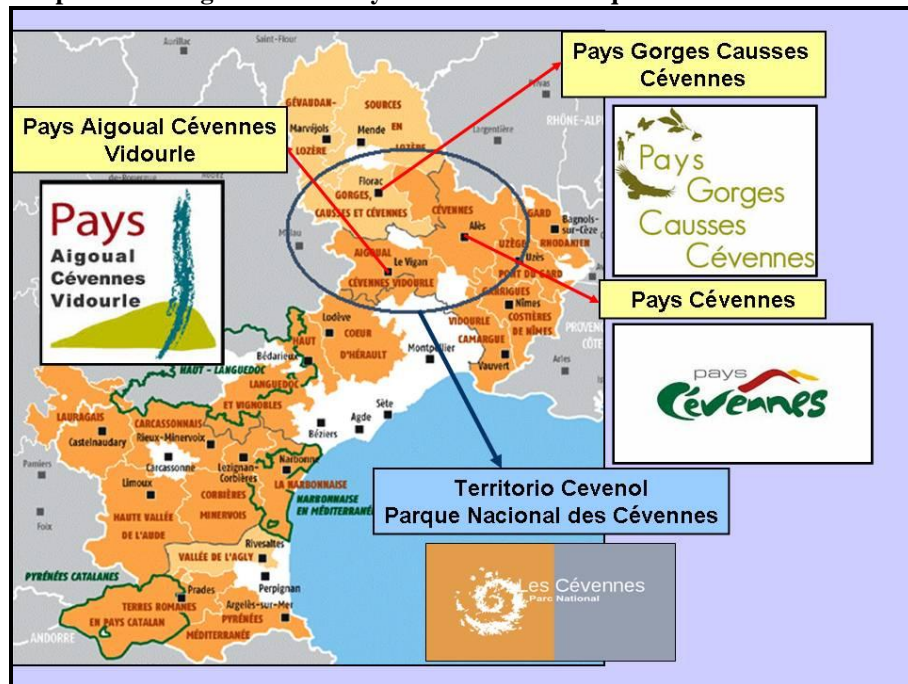 Aurillac
Saint-Flour
Pays Gorges Causses
Cévennes
Privas
RHÔNE-ALP
GÉVAUDAN-
LOZÈRE
SOURCES
EN
LOZÈRE
Marvéjols
Mende
Largentière
Pays Aigoual Cévennes
Vidourle
Florac
GORGES,
CAUSSES ET CÉVENNES
CÉVENNES
Alès
GARD
RHODANIEN
Bagnols-
sur-Cèze
UZÈGE
Uzès
PONT DU GARD
Pays
Gorges
Causses
Cévennes
Pays
Aigoual
Cévennes
Vidourle
AIGOUAL
Le Vigan
CÉVENNES VIDOURLE
GARRIGUES
Nîmes
COSTIÈRES
DE NÎMES
Pays Cévennes
Lodève
COEUR
D'HÉRAULT
VIDOURLE
CAMARGUE
Vauvert
Montpellier
Arles
PROVENC
CÔTE
HAUT
Bédarieux
HAUT - LANGUEDOC
LANGUEDOC
ET VIGNOBLES
pays
Cévennes
Sète
Agde
Béziers
LAURAGAIS
Castelnaudary
CARCASSONNAIS
Rieux-Minervois
Carcassonne
Lezignan-
Corbières
Narbonne
LA NARBONNAISE
NARBONNAISE
EN MÉDITERRANÉE
Pamiers
Limoux
CORBIÈRES
MINERVOIS
HAUTE VALLÉE
DE L'AUDE
Foix
Territorio Cevenol
Parque Nacional des Cévennes
VALLÉE DE L'AGLY
Rivesaltes
Perpignan
Les Cévennes
Parc National
PYRÉNÉES CATALANES
Prades
TERRES ROMANES
EN PAYS CATALAN
Argelès-sur-Mer
PYRÉNÉES
MÉDITERRANÉE
ANDORRE